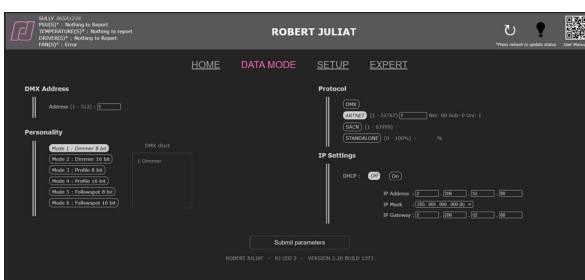 SULLY 065A1234
PSU(S)* : Nothing to Report
TEMPERATURE(S)* : Nothing to report
DRIVER(S)* : Nothing to Report
FAN(S)* : Error
ROBERT JULIAT
*Press refresh to update status
User Manual
HOME DATA MODE SETUP EXPERT
DMX Address
Address (1 - 512) :
Personality
Mode 1 : Dimmer 8 bit
Mode 2 : Dimmer 16 bit
Mode 3 : Profile 8 bit
Mode 4 : Profile 16 bit
Mode 5 : Followspot 8 bit
Mode 6 : Followspot 16 bit
DMX chart
1 Dimmer
Protocol
DMX
ARTNET (1 - 32767) Net: 00 Sub: 0 Uni: 1
SACN (1 - 63999) :
STANDALONE (0 - 100%) : %
IP Settings
DHCP : Off On
IP Address : 2 . 206 . 52 . 88
IP Mask : 255. 000. 000. 000(8)
IP Gateway : 2 . 206 . 52 . 88
Submit parameters
ROBERT JULIAT - RJ LED 2 - VERSION 2.20 BUILD 1371